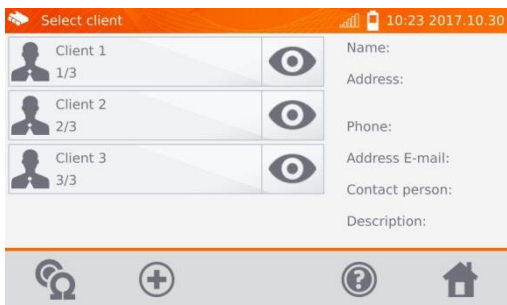 Select client
10:23 2017.10.30
Client 1
1/3
Client 2
2/3
Client 3
3/3
Name:
Address:
Phone:
Address E-mail:
Contact person:
Description: